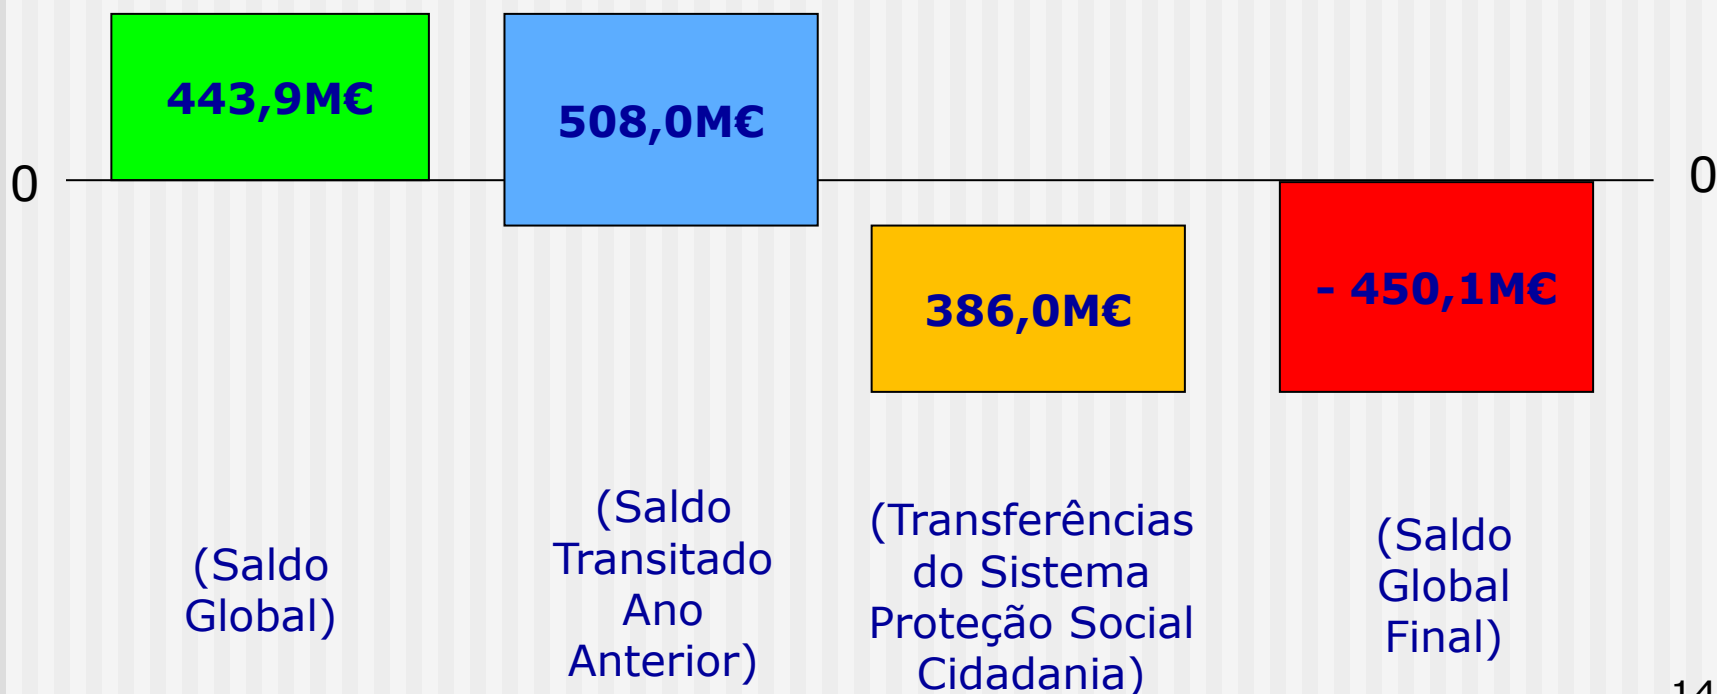 443,9M€
508,0M€
0
0
386,0M€
- 450,1M€
(Saldo
Global)
(Saldo
Transitado
Ano
Anterior)
(Transferências
do Sistema
Proteção Social
Cidadania)
(Saldo
Global
Final)
14